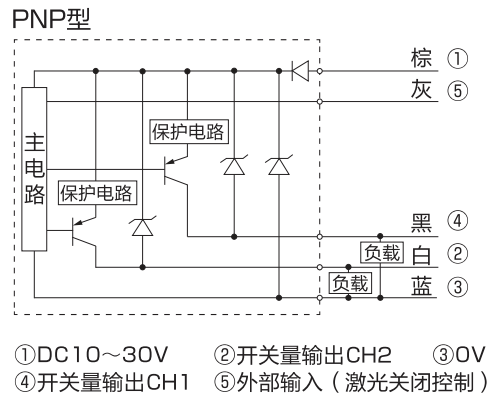 PNP型
棕 ①
灰 ⑤
保护电路
主电路
保护电路
黑 ④
负载
白 ②
负载
蓝 ③
①DC10～30V ②开关量输出CH2 ③0V
④开关量输出CH1 ⑤外部输入（激光关闭控制）